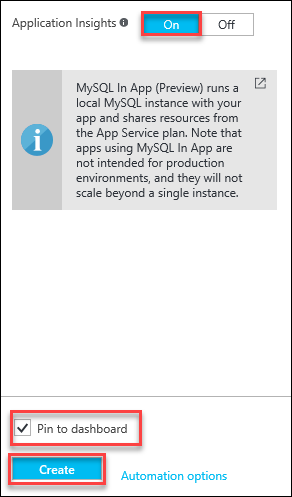 Application Insights On Off
MySQL In App (Preview) runs a
local MySQL instance with your
app and shares resources from
the App Service plan. Note that
apps using MySQL In App are
not intended for production
environments, and they will not
scale beyond a single instance.
Pin to dashboard
Create Automation options